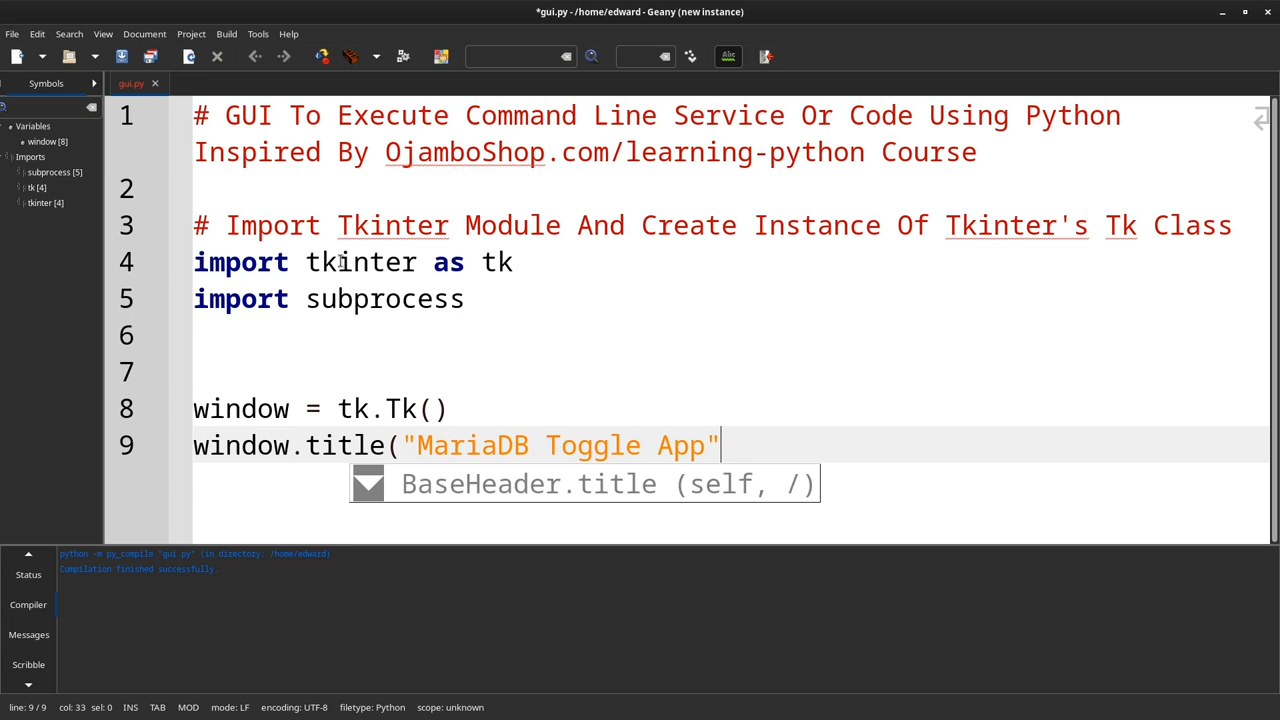 *gui.py - /home/edward - Geany (new instance)
File Edit Search View Document Project Build Tools Help
Abc
Symbols
gui.py
Variables
window [8]
Imports
subprocess [5]
tk [4]
tkinter [4]
1 # GUI To Execute Command Line Service Or Code Using Python
Inspired By OjamboShop.com/learning-python Course
2
3 # Import Tkinter Module And Create Instance Of Tkinter's Tk Class
4 import tkinter as tk
5 import subprocess
6
7
8 window = tk.Tk()
9 window.title("MariaDB Toggle App"
BaseHeader.title (self, /)
Status
Compiler
Messages
Scribble
python -m py_compile "gui.py" (in directory: /home/edward)
Compilation finished successfully.
line: 9 / 9 col: 33 sel: 0 INS TAB MOD mode: LF encoding: UTF-8 filetype: Python scope: unknown